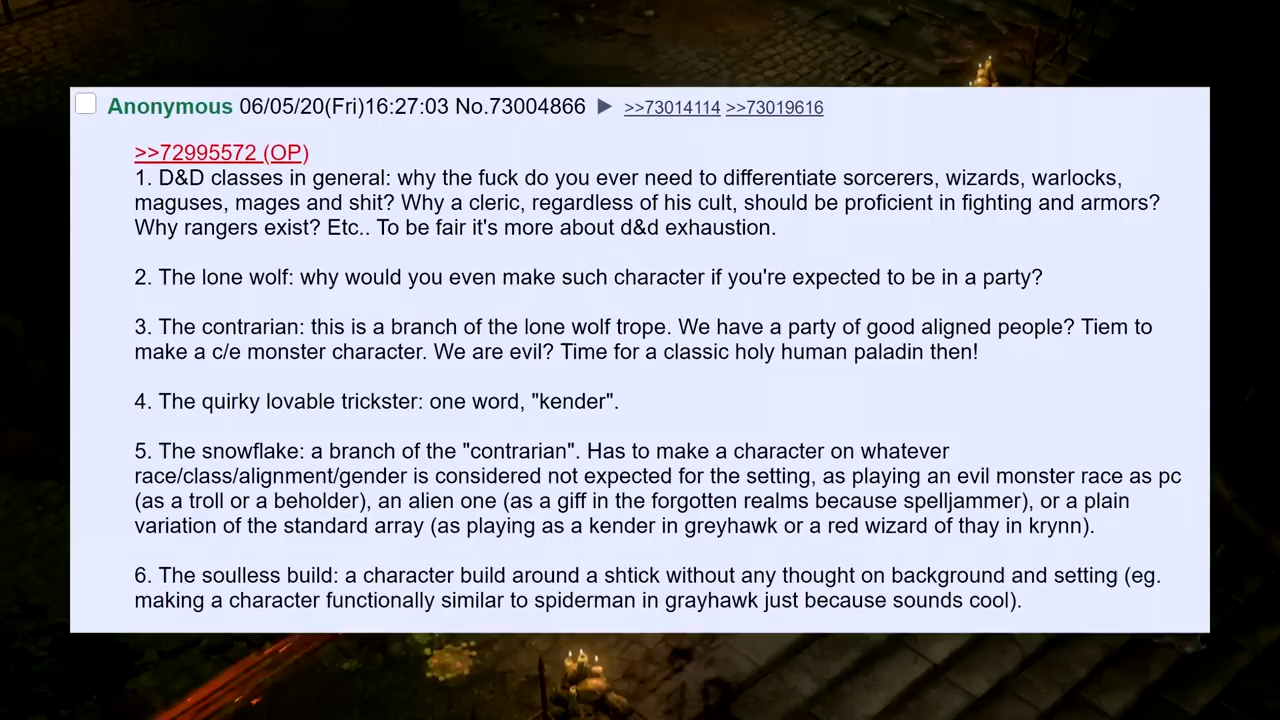 Anonymous 06/05/20(Fri)16:27:03 No.73004866 ▶ >>73014114 >>73019616
>>72995572 (OP)
1. D&D classes in general: why the fuck do you ever need to differentiate sorcerers, wizards, warlocks,
maguses, mages and shit? Why a cleric, regardless of his cult, should be proficient in fighting and armors?
Why rangers exist? Etc.. To be fair it's more about d&d exhaustion.
2. The lone wolf: why would you even make such character if you're expected to be in a party?
3. The contrarian: this is a branch of the lone wolf trope. We have a party of good aligned people? Tiem to
make a c/e monster character. We are evil? Time for a classic holy human paladin then!
4. The quirky lovable trickster: one word, "kender".
5. The snowflake: a branch of the "contrarian". Has to make a character on whatever
race/class/alignment/gender is considered not expected for the setting, as playing an evil monster race as pc
(as a troll or a beholder), an alien one (as a giff in the forgotten realms because spelljammer), or a plain
variation of the standard array (as playing as a kender in greyhawk or a red wizard of thay in krynn).
6. The soulless build: a character build around a shtick without any thought on background and setting (eg.
making a character functionally similar to spiderman in grayhawk just because sounds cool).